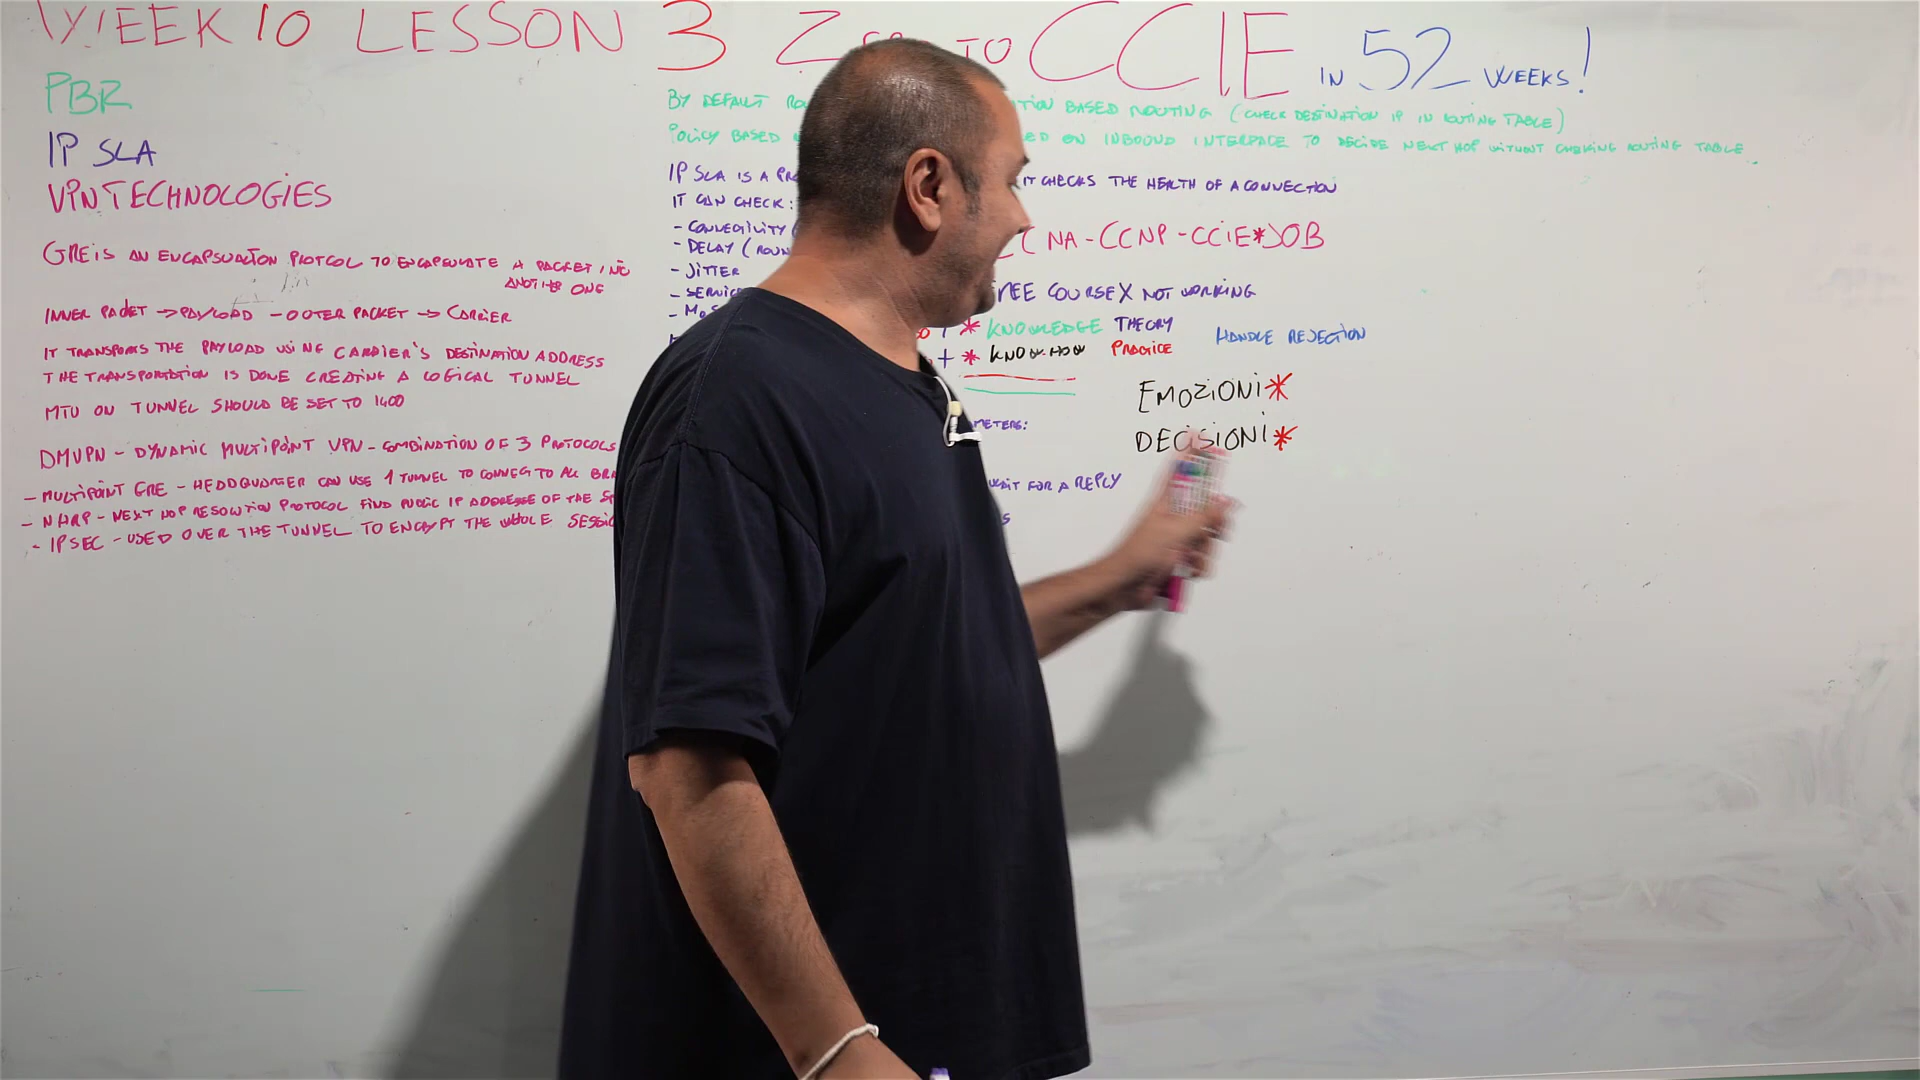 WEEK 10 LESSON 3 TO CCIE IN 52 WEEKS!
PBR
IP SLA
VPN TECHNOLOGIES
GRE IS AN ENCAPSULATION PROTCOL TO ENCAPSULATE A PACKET INC
ANOTHER ONE
INNER PACKET → PAYLOAD - OUTER PACKET → CARRIER
IT TRANSPORTS THE PAYLOAD USING CARRIER'S DESTINATION ADDRESS
THE TRANSPORTATION IS DONE CREATING A LOGICAL TUNNEL
MTU ON TUNNEL SHOULD BE SET TO 1400
DMVPN - DYNAMIC MULTIPOINT VPN - COMBINATION OF 3 PROTOCOLS
- MULTIPOINT GRE - HEADQUARTER CAN USE 1 TUNNEL TO CONNECT TO ALL BRA
- NHRP - NEXT HOP RESOLUTION PROTOCOL FIND PUBLIC IP ADDRESSE OF THE S
- IPSEC - USED OVER THE TUNNEL TO ENCRYPT THE WHOLE SESSIO
BY DEFAULT ROU TION BASED ROUTING (CHECK DESTINATION IP IN ROUTING TABLE)
POLICY BASED ED ON INBOUND INTERFACE TO DECIDE NEXT HOP WITHOUT CHECKING ROUTING TABLE
IP SLA IS A PR IT CHECKS THE HEALTH OF A CONNECTION
IT CAN CHECK:
- CONNECTIVITY (
- DELAY (ROUN
- JITTER
- SERVIC
- MOS
CCNA - CCNP - CCIE*JOB
FREE COURSE X NOT WORKING
+ * KNOWLEDGE THEORY
+ * KNOW-HOW PRACTICE
HANDLE REJECTION
EMOZIONI*
DECISIONI*
METERS:
WAIT FOR A REPLY
S